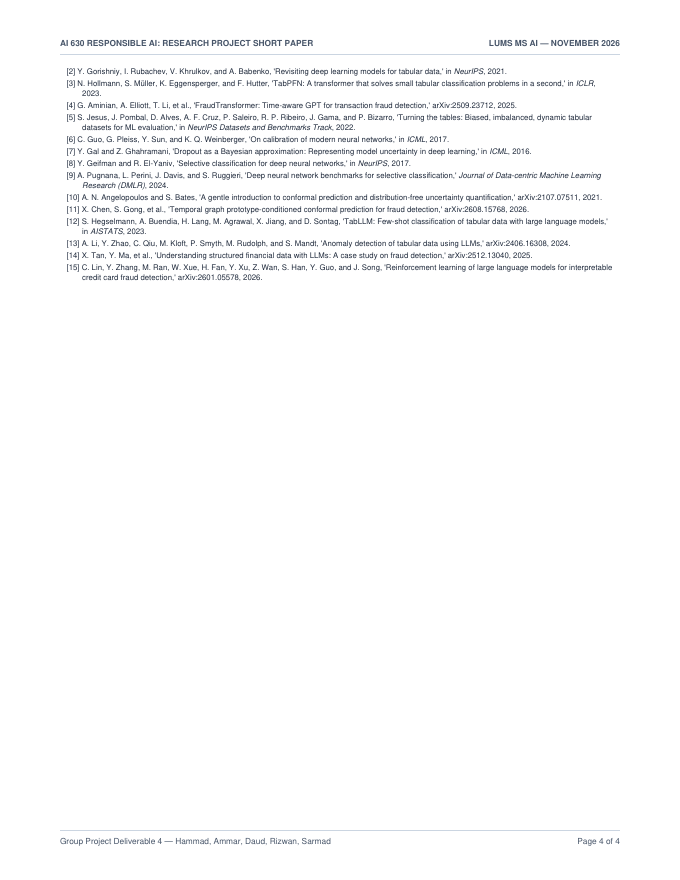 AI 630 RESPONSIBLE AI: RESEARCH PROJECT SHORT PAPER
LUMS MS AI — NOVEMBER 2026
[2] Y. Gorishniy, I. Rubachev, V. Khrulkov, and A. Babenko, 'Revisiting deep learning models for tabular data,' in NeurIPS, 2021.
[3] N. Hollmann, S. Müller, K. Eggensperger, and F. Hutter, 'TabPFN: A transformer that solves small tabular classification problems in a second,' in ICLR,
2023.
[4] G. Aminian, A. Elliott, T. Li, et al., 'FraudTransformer: Time-aware GPT for transaction fraud detection,' arXiv:2509.23712, 2025.
[5] S. Jesus, J. Pombal, D. Alves, A. F. Cruz, P. Saleiro, R. P. Ribeiro, J. Gama, and P. Bizarro, 'Turning the tables: Biased, imbalanced, dynamic tabular
datasets for ML evaluation,' in NeurIPS Datasets and Benchmarks Track, 2022.
[6] C. Guo, G. Pleiss, Y. Sun, and K. Q. Weinberger, 'On calibration of modern neural networks,' in ICML, 2017.
[7] Y. Gal and Z. Ghahramani, 'Dropout as a Bayesian approximation: Representing model uncertainty in deep learning,' in ICML, 2016.
[8] Y. Geifman and R. El-Yaniv, 'Selective classification for deep neural networks,' in NeurIPS, 2017.
[9] A. Pugnana, L. Perini, J. Davis, and S. Ruggieri, 'Deep neural network benchmarks for selective classification,' Journal of Data-centric Machine Learning
Research (DMLR), 2024.
[10] A. N. Angelopoulos and S. Bates, 'A gentle introduction to conformal prediction and distribution-free uncertainty quantification,' arXiv:2107.07511, 2021.
[11] X. Chen, S. Gong, et al., 'Temporal graph prototype-conditioned conformal prediction for fraud detection,' arXiv:2608.15768, 2026.
[12] S. Hegselmann, A. Buendia, H. Lang, M. Agrawal, X. Jiang, and D. Sontag, 'TabLLM: Few-shot classification of tabular data with large language models,'
in AISTATS, 2023.
[13] A. Li, Y. Zhao, C. Qiu, M. Kloft, P. Smyth, M. Rudolph, and S. Mandt, 'Anomaly detection of tabular data using LLMs,' arXiv:2406.16308, 2024.
[14] X. Tan, Y. Ma, et al., 'Understanding structured financial data with LLMs: A case study on fraud detection,' arXiv:2512.13040, 2025.
[15] C. Lin, Y. Zhang, M. Ran, W. Xue, H. Fan, Y. Xu, Z. Wan, S. Han, Y. Guo, and J. Song, 'Reinforcement learning of large language models for interpretable
credit card fraud detection,' arXiv:2601.05578, 2026.
Group Project Deliverable 4 — Hammad, Ammar, Daud, Rizwan, Sarmad
Page 4 of 4